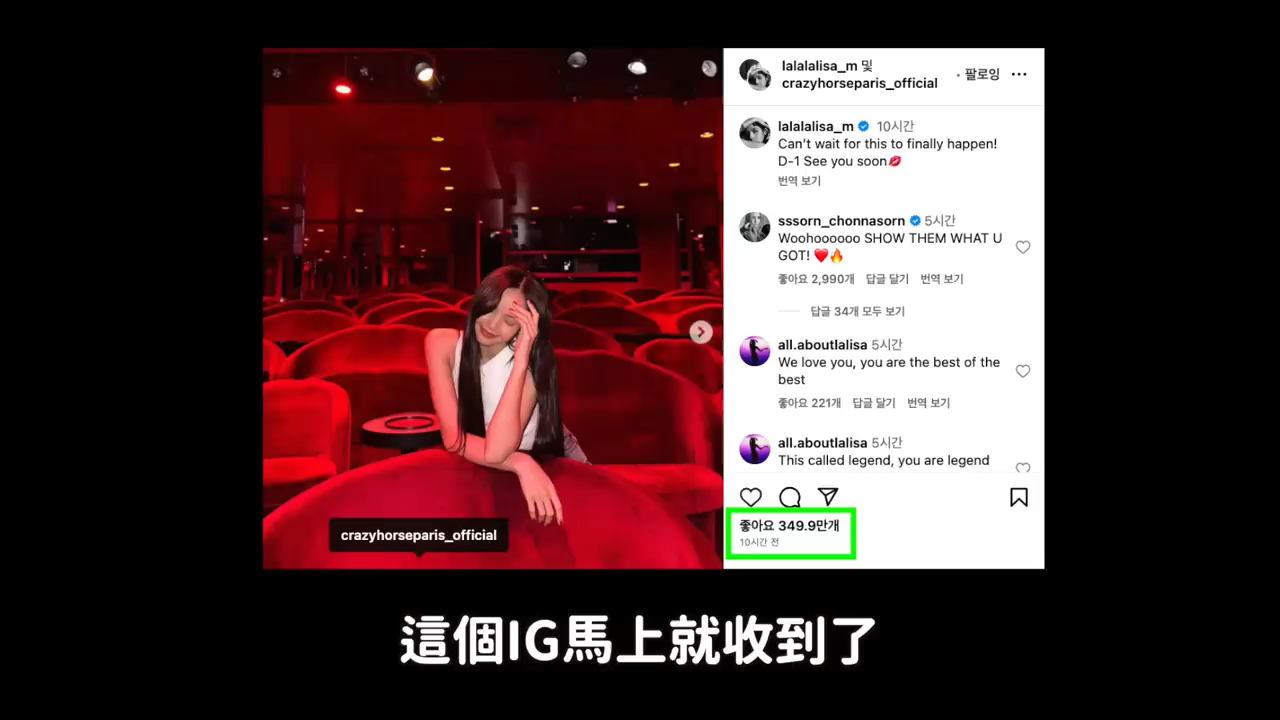 lalalalisa_m 및
crazyhorseparis_official
• 팔로잉
lalalalisa_m 10시간
Can't wait for this to finally happen!
D-1 See you soon💋
번역 보기
sssorn_chonnasorn 5시간
Woohoooooo SHOW THEM WHAT U
GOT! ❤️🔥
좋아요 2,990개 답글 달기 번역 보기
답글 34개 모두 보기
all.aboutlalisa 5시간
We love you, you are the best of the
best
좋아요 221개 답글 달기 번역 보기
all.aboutlalisa 5시간
This called legend, you are legend
좋아요 349.9만개
10시간 전
crazyhorseparis_official
這個IG馬上就收到了